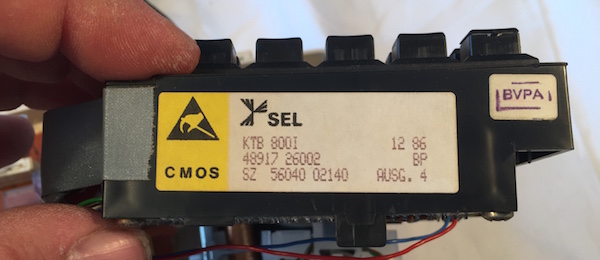 SEL
KTB 800I 12 86
48917 26002 BP
SZ 56040 02140 AUSG. 4
CMOS
BVPA